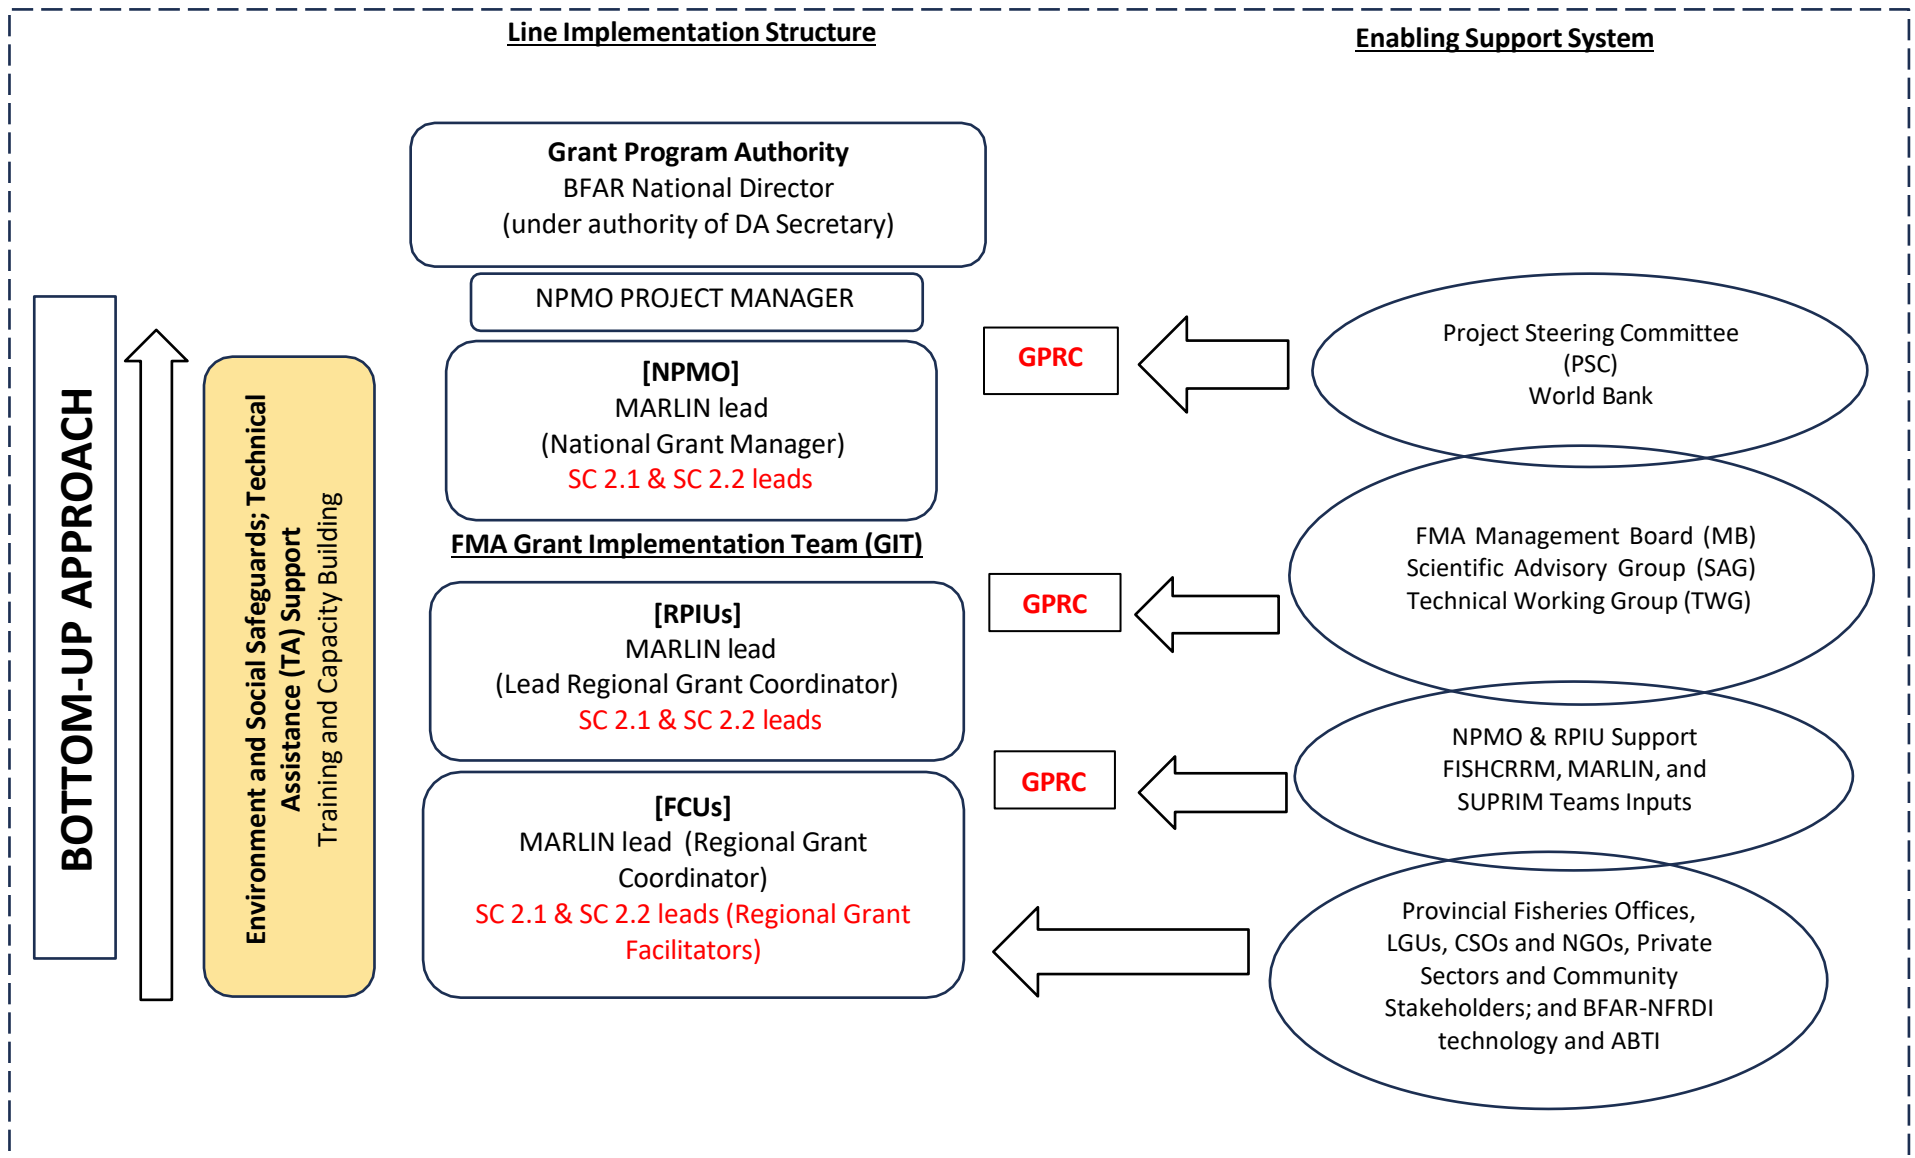 Line Implementation Structure
Enabling Support System
Grant Program Authority
BFAR National Director
(under authority of DA Secretary)
NPMO PROJECT MANAGER
[NPMO]
MARLIN lead
(National Grant Manager)
SC 2.1 & SC 2.2 leads
FMA Grant Implementation Team (GIT)
[RPIUs]
MARLIN lead
(Lead Regional Grant Coordinator)
SC 2.1 & SC 2.2 leads
[FCUs]
MARLIN lead (Regional Grant
Coordinator)
SC 2.1 & SC 2.2 leads (Regional Grant
Facilitators)
BOTTOM-UP APPROACH
Environment and Social Safeguards; Technical
Assistance (TA) Support
Training and Capacity Building
GPRC
GPRC
GPRC
Project Steering Committee
(PSC)
World Bank
FMA Management Board (MB)
Scientific Advisory Group (SAG)
Technical Working Group (TWG)
NPMO & RPIU Support
FISHCRRM, MARLIN, and
SUPRIM Teams Inputs
Provincial Fisheries Offices,
LGUs, CSOs and NGOs, Private
Sectors and Community
Stakeholders; and BFAR-NFRDI
technology and ABTI